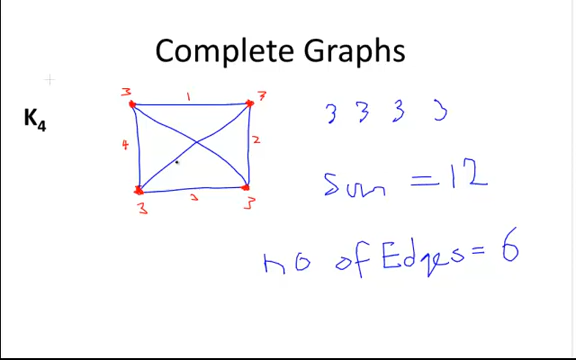 Complete Graphs
K4
3 1
4 2
3 3 3
3 3 3 3
Sum = 12
no of Edges = 6